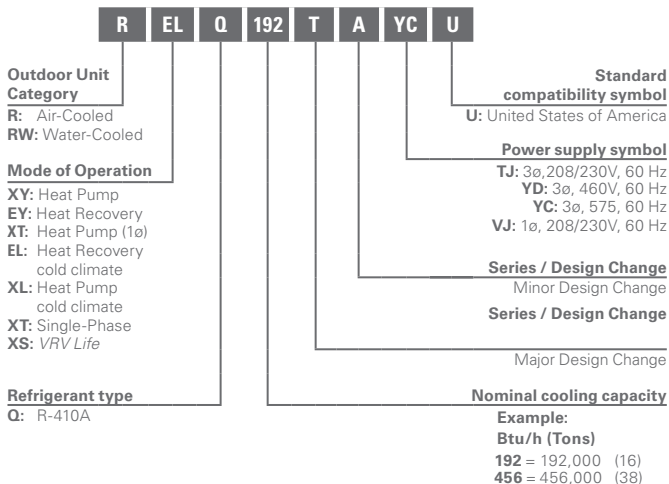 R EL Q 192 T A YC U
Outdoor Unit
Category
R: Air-Cooled
RW: Water-Cooled
Mode of Operation
XY: Heat Pump
EY: Heat Recovery
XT: Heat Pump (1ø)
EL: Heat Recovery
cold climate
XL: Heat Pump
cold climate
XT: Single-Phase
XS: VRV Life
Refrigerant type
Q: R-410A
Standard
compatibility symbol
U: United States of America
Power supply symbol
TJ: 3ø,208/230V, 60 Hz
YD: 3ø, 460V, 60 Hz
YC: 3ø, 575, 60 Hz
VJ: 1ø, 208/230V, 60 Hz
Series / Design Change
Minor Design Change
Series / Design Change
Major Design Change
Nominal cooling capacity
Example:
Btu/h (Tons)
192 = 192,000 (16)
456 = 456,000 (38)